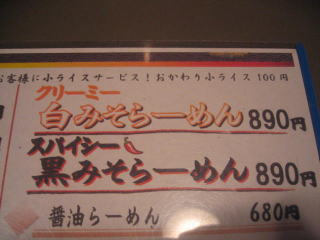 お客様に小ライスサービス！おかわり小ライス100円
クリーミー
白みそらーめん 890円
スパイシー
黒みそらーめん 890円
醤油らーめん 680円